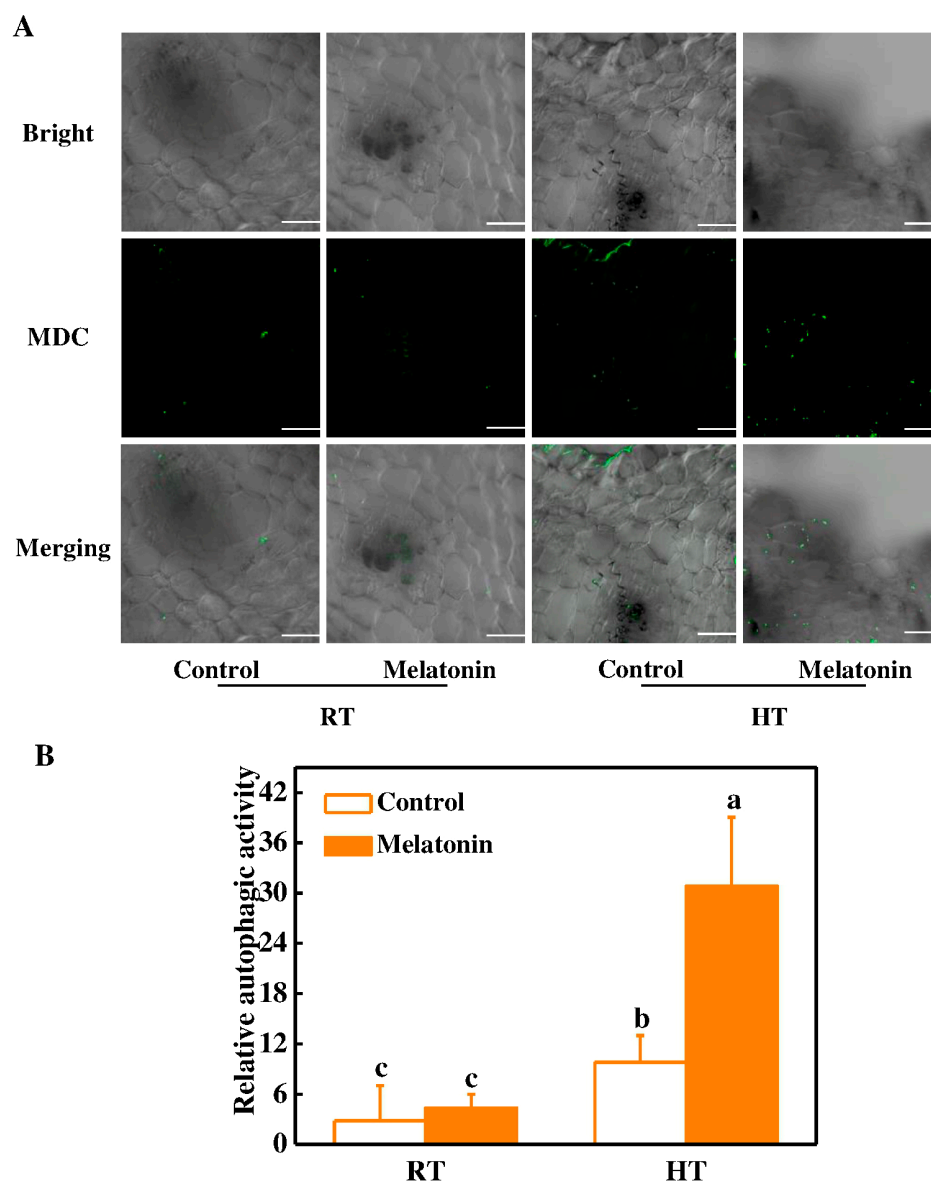 A
Bright
MDC
Merging
Control Melatonin Control Melatonin
RT HT
B
Relative autophagic activity
42
36
30
24
18
12
6
0
Control
Melatonin
c c b a
RT HT